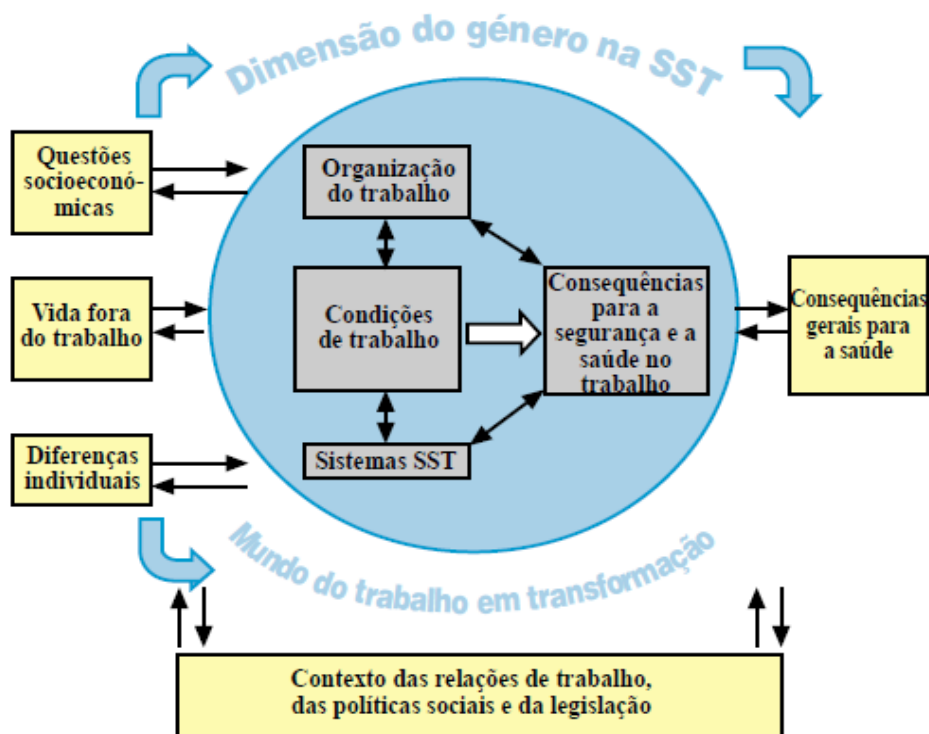 Dimensão do género na SST
Questões
socioeconó-
micas
Organização
do trabalho
Vida fora
do trabalho
Condições
de trabalho
Consequências
para a
segurança e a
saúde no
trabalho
Consequências
gerais para
a saúde
Diferenças
individuais
Sistemas SST
Mundo do trabalho em transformação
Contexto das relações de trabalho,
das políticas sociais e da legislação